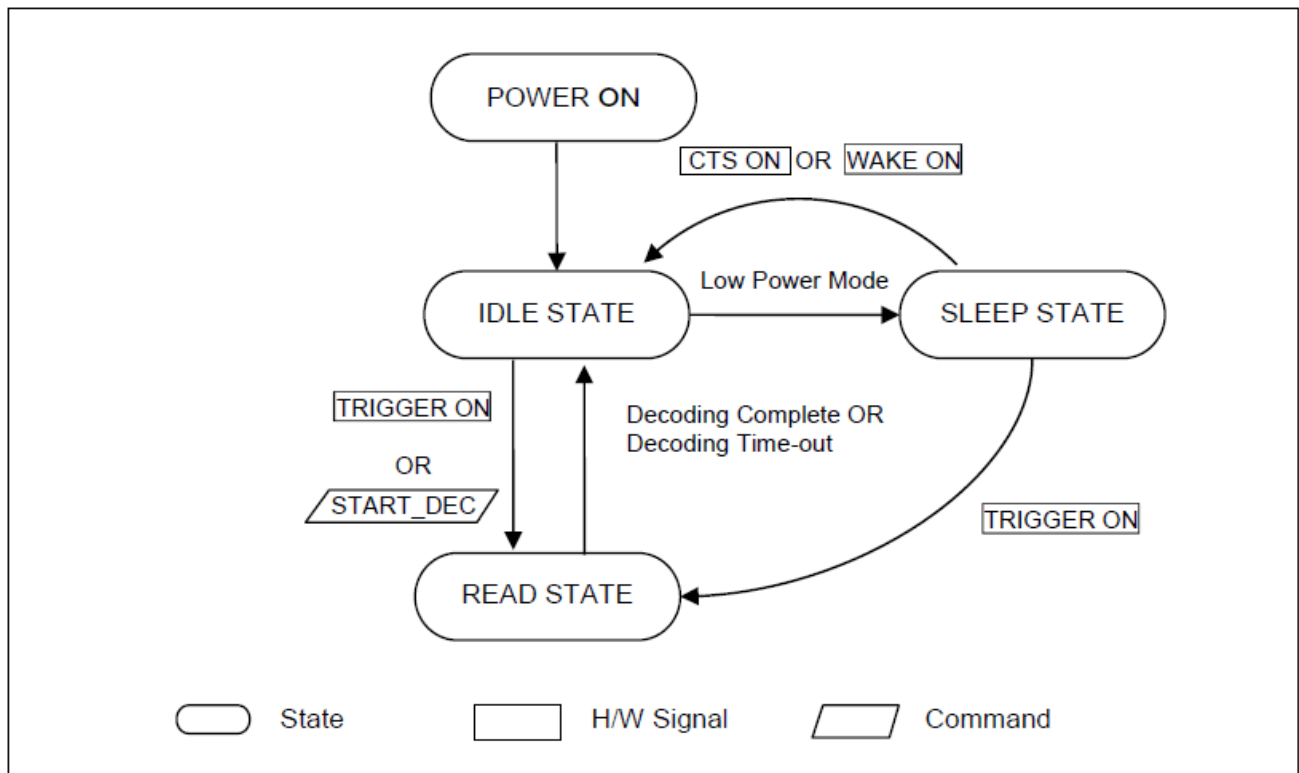 POWER ON
CTS ON OR WAKE ON
Low Power Mode
IDLE STATE
SLEEP STATE
TRIGGER ON
OR
START_DEC
Decoding Complete OR
Decoding Time-out
TRIGGER ON
READ STATE
State
H/W Signal
Command